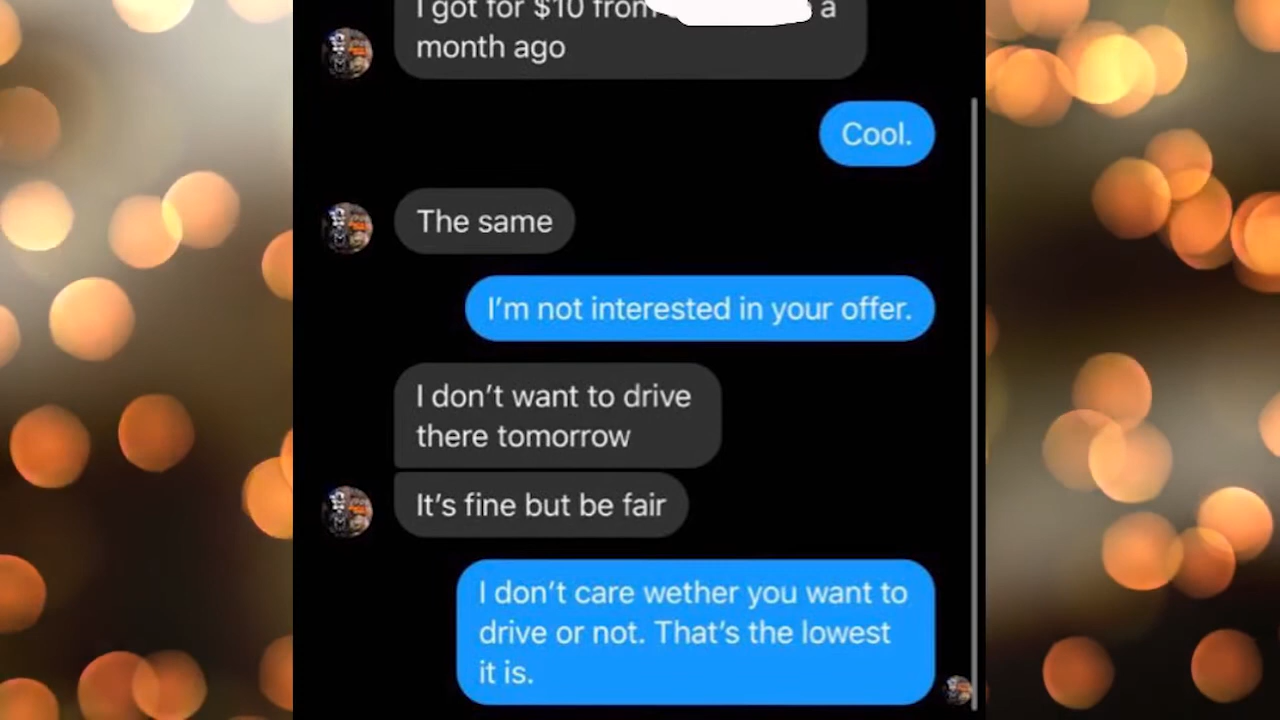 I got for $10 from a
month ago
Cool.
The same
I'm not interested in your offer.
I don't want to drive
there tomorrow
It's fine but be fair
I don't care wether you want to
drive or not. That's the lowest
it is.